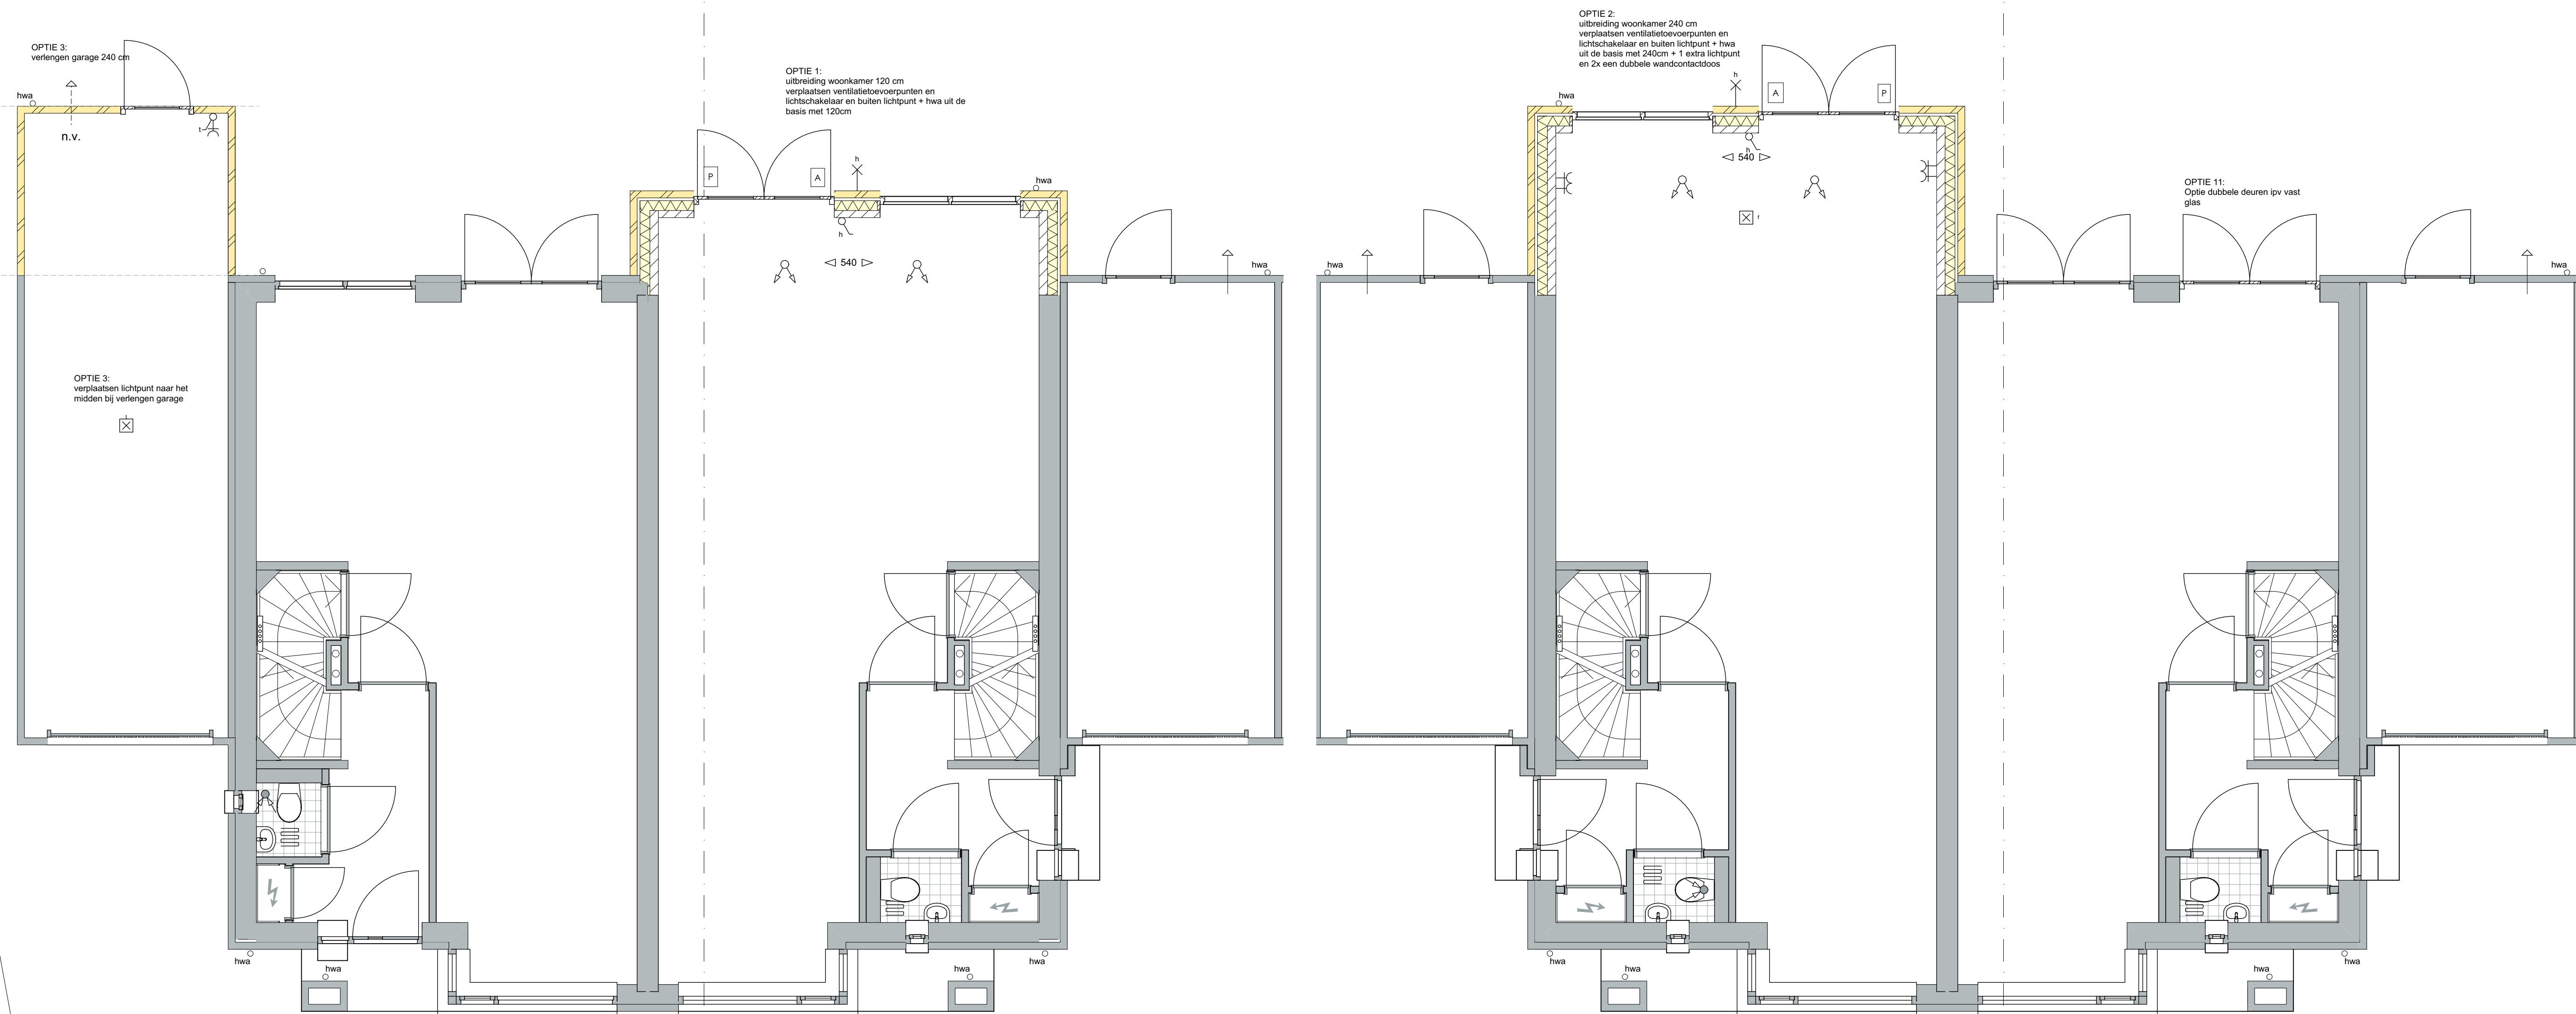 OPTIE 3:
verlengen garage 240 cm
hwa
n.v.
t
OPTIE 3:
verplaatsen lichtpunt naar het
midden bij verlengen garage
OPTIE 1:
uitbreiding woonkamer 120 cm
verplaatsen ventilatietoevoerpunten en
lichtschakelaar en buiten lichtpunt + hwa uit de
basis met 120cm
P
A
h
hwa
h
540
hwa
hwa
hwa
hwa
hwa
OPTIE 2:
uitbreiding woonkamer 240 cm
verplaatsen ventilatietoevoerpunten en
lichtschakelaar en buiten lichtpunt + hwa
uit de basis met 240cm + 1 extra lichtpunt
en 2x een dubbele wandcontactdoos
h
hwa
A
P
h
540
f
hwa
OPTIE 11:
Optie dubbele deuren ipv vast
glas
hwa
hwa
hwa
hwa
hwa